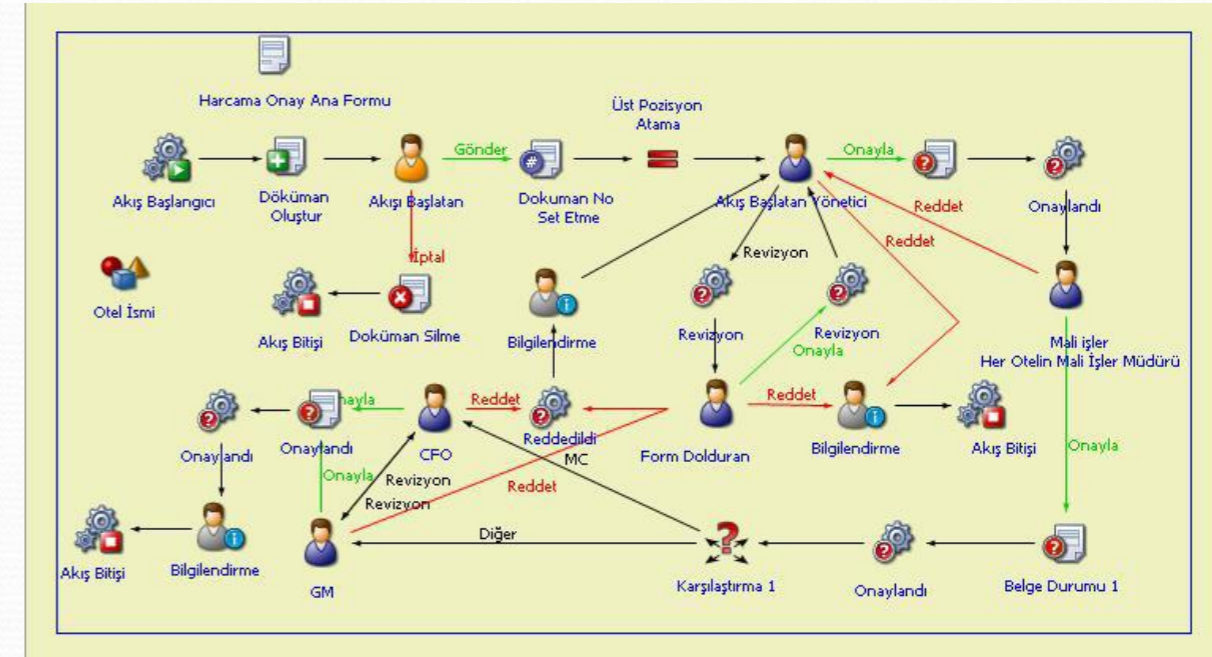 Harcama Onay Ana Formu
Üst Pozisyon
Atama
Gönder
Onayla
Akış Başlangıcı
Döküman
Oluştur
Akışı Başlatan
Dokuman No
Set Etme
Akış Başlatan Yönetici
Reddet
Onaylandı
Reddet
İptal
Revizyon
Otel İsmi
Akış Bitişi
Doküman Silme
Bilgilendirme
Revizyon
Revizyon
Onayla
Mali işler
Her Otelin Mali İşler Müdürü
nayla
Reddet
Reddet
Onaylandı
Onaylandı
CFO
Reddedildi
MC
Form Dolduran
Bilgilendirme
Akış Bitişi
Onayla
Onayla
Revizyon
Reddet
Revizyon
Diğer
Akış Bitişi
Bilgilendirme
GM
Karşılaştırma 1
Onaylandı
Belge Durumu 1